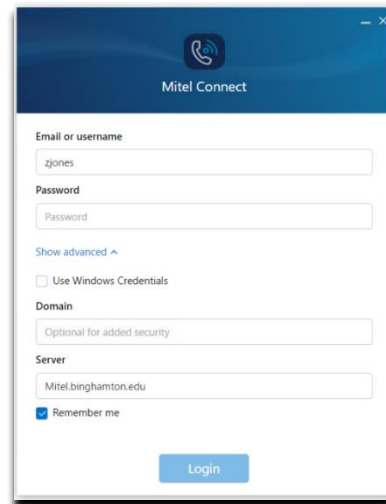 Mitel Connect
Email or username
zjones
Password
Password
Show advanced
Use Windows Credentials
Domain
Optional for added security
Server
Mitel.binghamton.edu
Remember me
Login